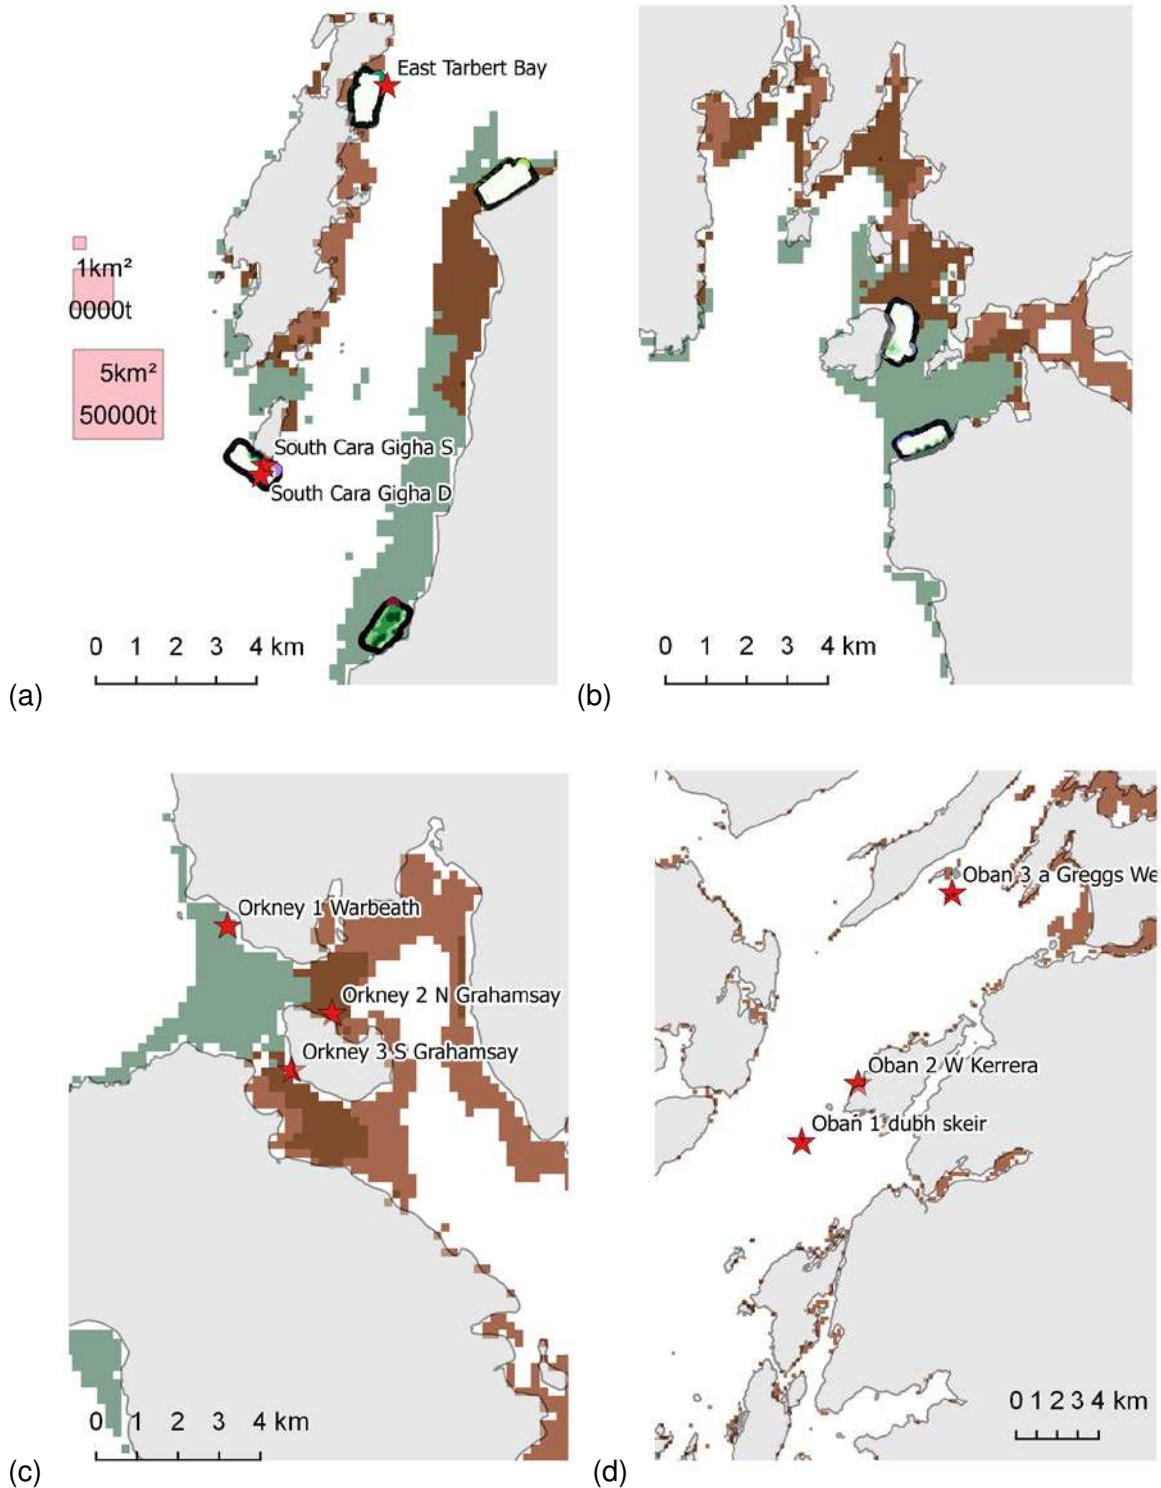 East Tarbert Bay
1km²
0000t
5km²
50000t
South Cara Gigha S
South Cara Gigha D
0 1 2 3 4 km
(a)
0 1 2 3 4 km
(b)
Orkney 1 Warbeath
Orkney 2 N Grahamsay
Orkney 3 S Grahamsay
0 1 2 3 4 km
(c)
Oban 3 a Greggs We
Oban 2 W Kerrera
Oban 1 dubh skeir
0 1 2 3 4 km
(d)